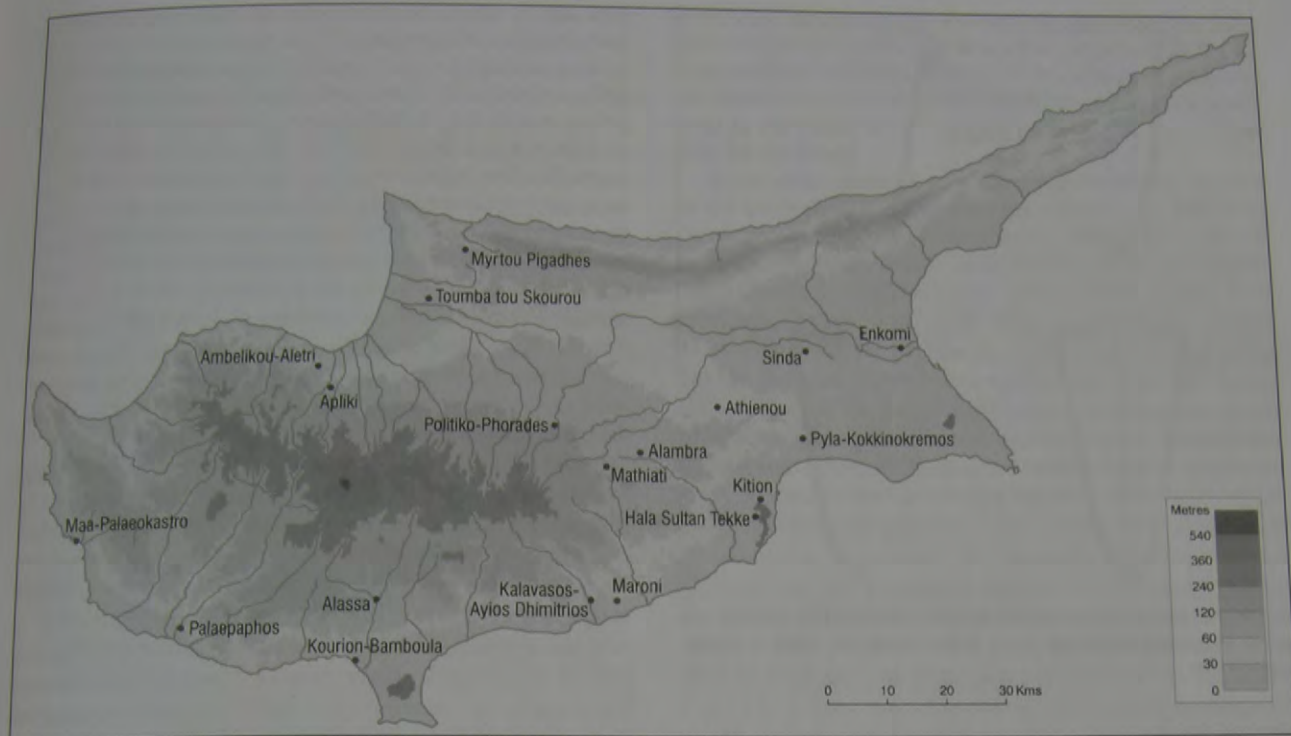 Myrtou Pigadhes
Toumba tou Skourou
Enkomi
Sinda
Ambelikou-Aletri
Apliki
Athienou
Politiko-Phorades
Pyla-Kokkinokremos
Alambra
Mathiati
Kition
Hala Sultan Tekke
Maa-Palaeokastro
Kalavasos-
Ayios Dhimitrios
Maroni
Alassa
Palaepaphos
Kourion-Bamboula
Metres
540
360
240
120
60
30
0
0 10 20 30 Kms